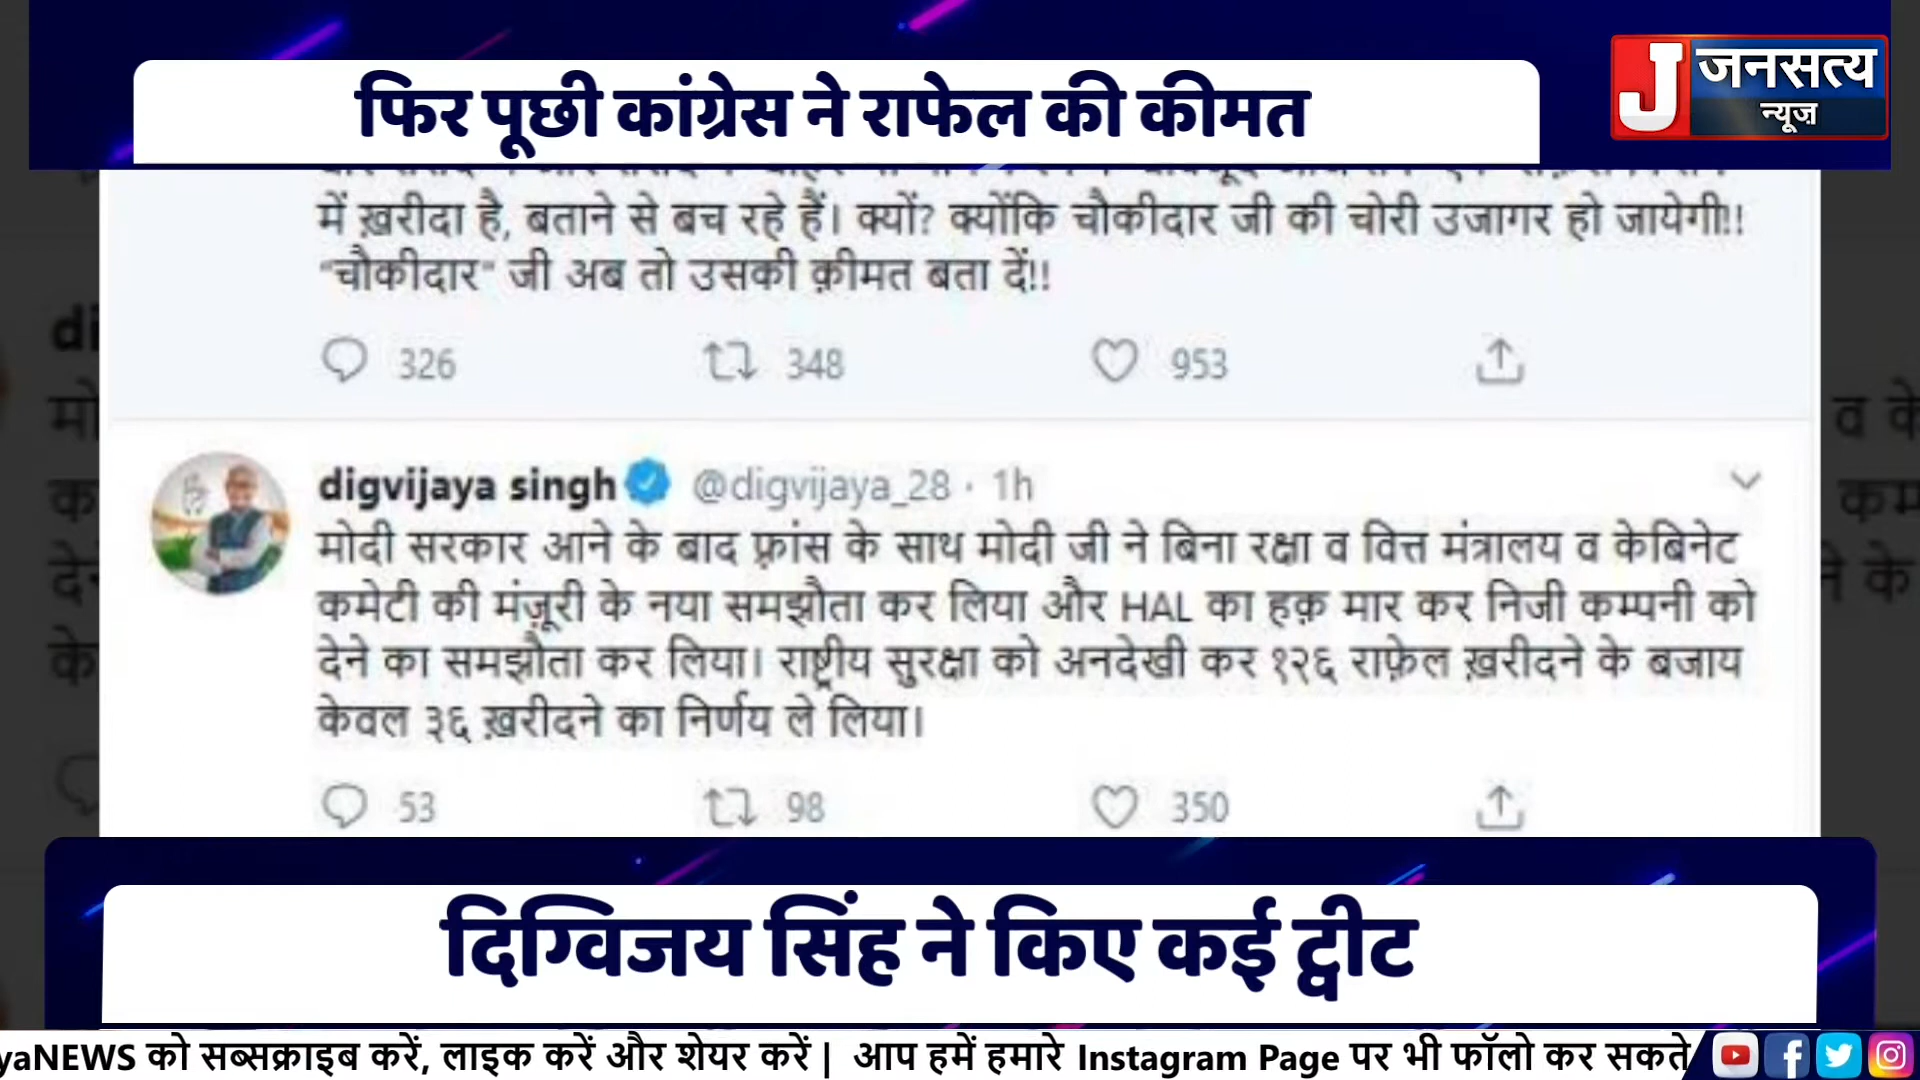 फिर पूछी कांग्रेस ने राफेल की कीमत
J जनसत्य
न्यूज़
में ख़रीदा है, बताने से बच रहे हैं। क्यों? क्योंकि चौकीदार जी की चोरी उजागर हो जायेगी!!
“चौकीदार” जी अब तो उसकी क़ीमत बता दें!!
326 348 953
digvijaya singh @digvijaya_28 · 1h
मोदी सरकार आने के बाद फ़्रांस के साथ मोदी जी ने बिना रक्षा व वित्त मंत्रालय व केबिनेट
कमेटी की मंज़ूरी के नया समझौता कर लिया और HAL का हक़ मार कर निजी कम्पनी को
देने का समझौता कर लिया। राष्ट्रीय सुरक्षा को अनदेखी कर १२६ राफ़ेल ख़रीदने के बजाय
केवल ३६ ख़रीदने का निर्णय ले लिया।
53 98 350
दिग्विजय सिंह ने किए कई ट्वीट
yaNEWS को सब्सक्राइब करें, लाइक करें और शेयर करें | आप हमें हमारे Instagram Page पर भी फॉलो कर सकते